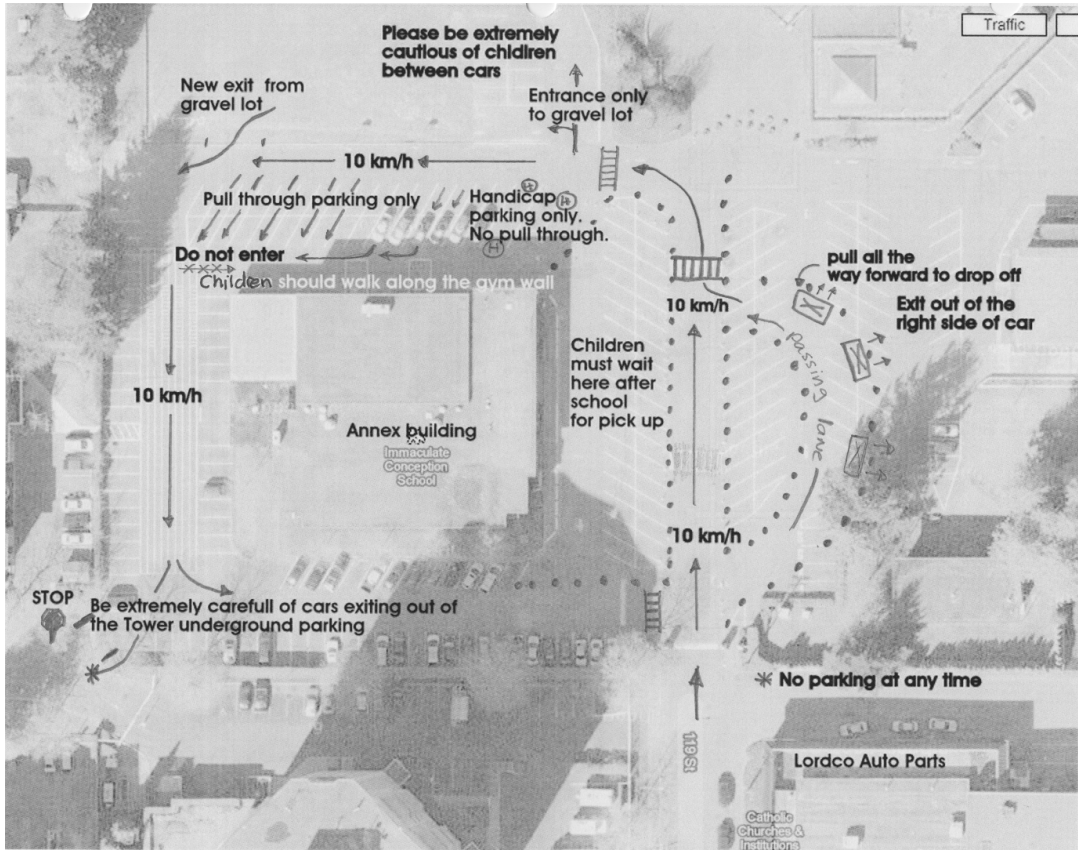 Traffic
Please be extremely
cautious of children
between cars
New exit from
gravel lot
Entrance only
to gravel lot
10 km/h
Pull through parking only
Handicap
parking only.
No pull through.
H
H
H
Do not enter
Children should walk along the gym wall
pull all the
way forward to drop off
Exit out of the
right side of car
10 km/h
passing lane
Children
must wait
here after
school
for pick up
10 km/h
Annex building
Immaculate
Conception
School
10 km/h
STOP
Be extremely carefull of cars exiting out of
the Tower underground parking
No parking at any time
119 St
Lordco Auto Parts
Catholic
Churches &
Institutions